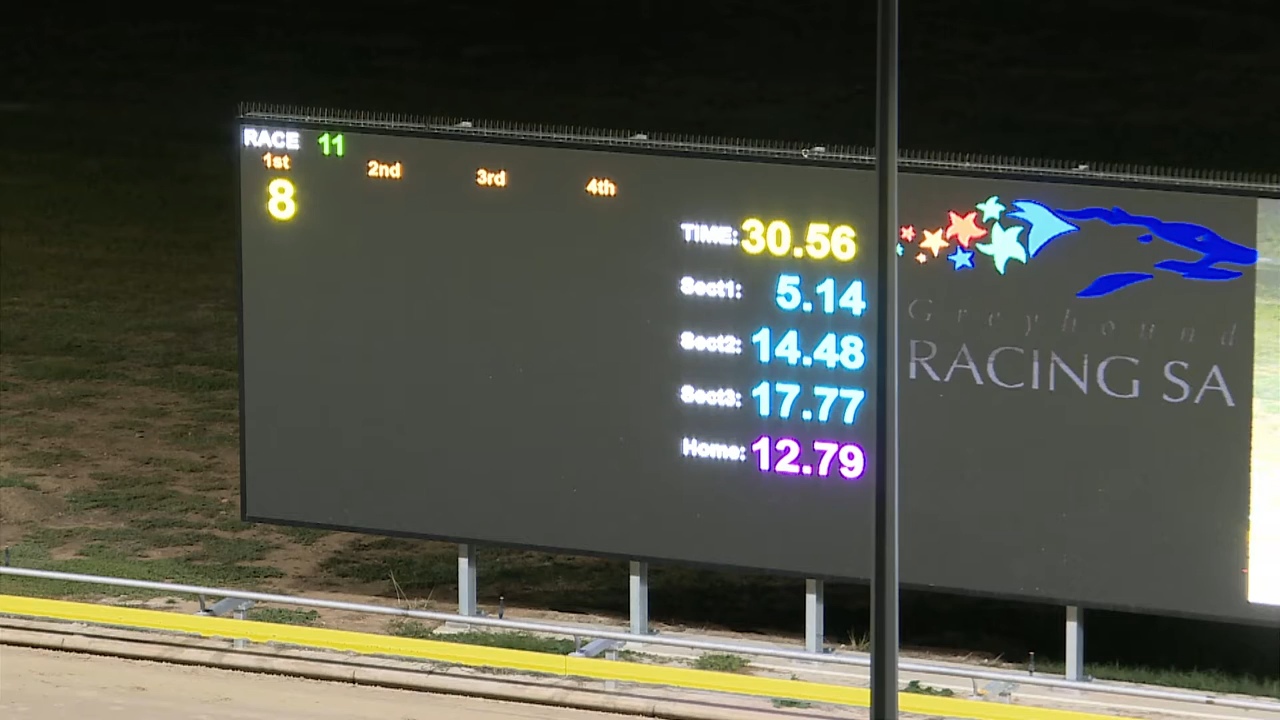 RACE 11
1st 2nd 3rd 4th
8
TIME: 30.56
Sect1: 5.14
Sect2: 14.48
Sect3: 17.77
Home: 12.79
Greyhound
RACING SA